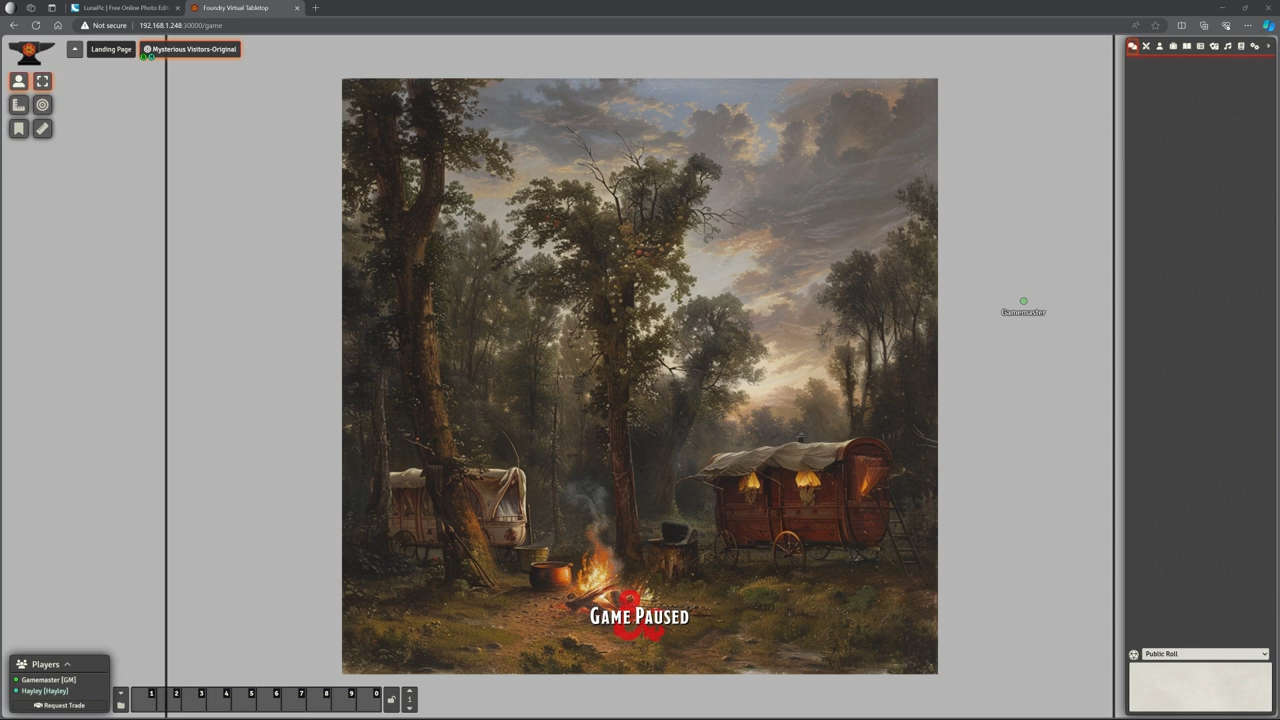 LunaPic | Free Online Photo Edit
Foundry Virtual Tabletop
Not secure
192.168.1.248:30000/game
Landing Page
Mysterious Visitors-Original
Gamemaster
GAME PAUSED
Players
Gamemaster [GM]
Hayley [Hayley]
Request Trade
1 2 3 4 5 6 7 8 9 0
1
Public Roll